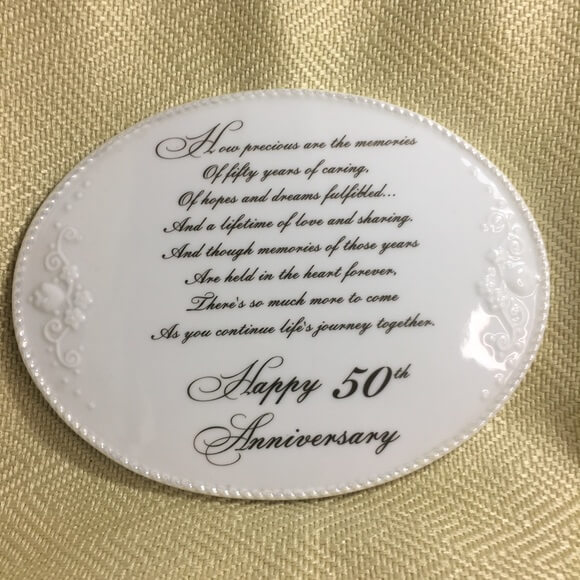 How precious are the memories
Of fifty years of caring,
Of hopes and dreams fulfilled...
And a lifetime of love and sharing.
And though memories of those years
Are held in the heart forever,
There's so much more to come
As you continue life's journey together.
Happy 50th
Anniversary